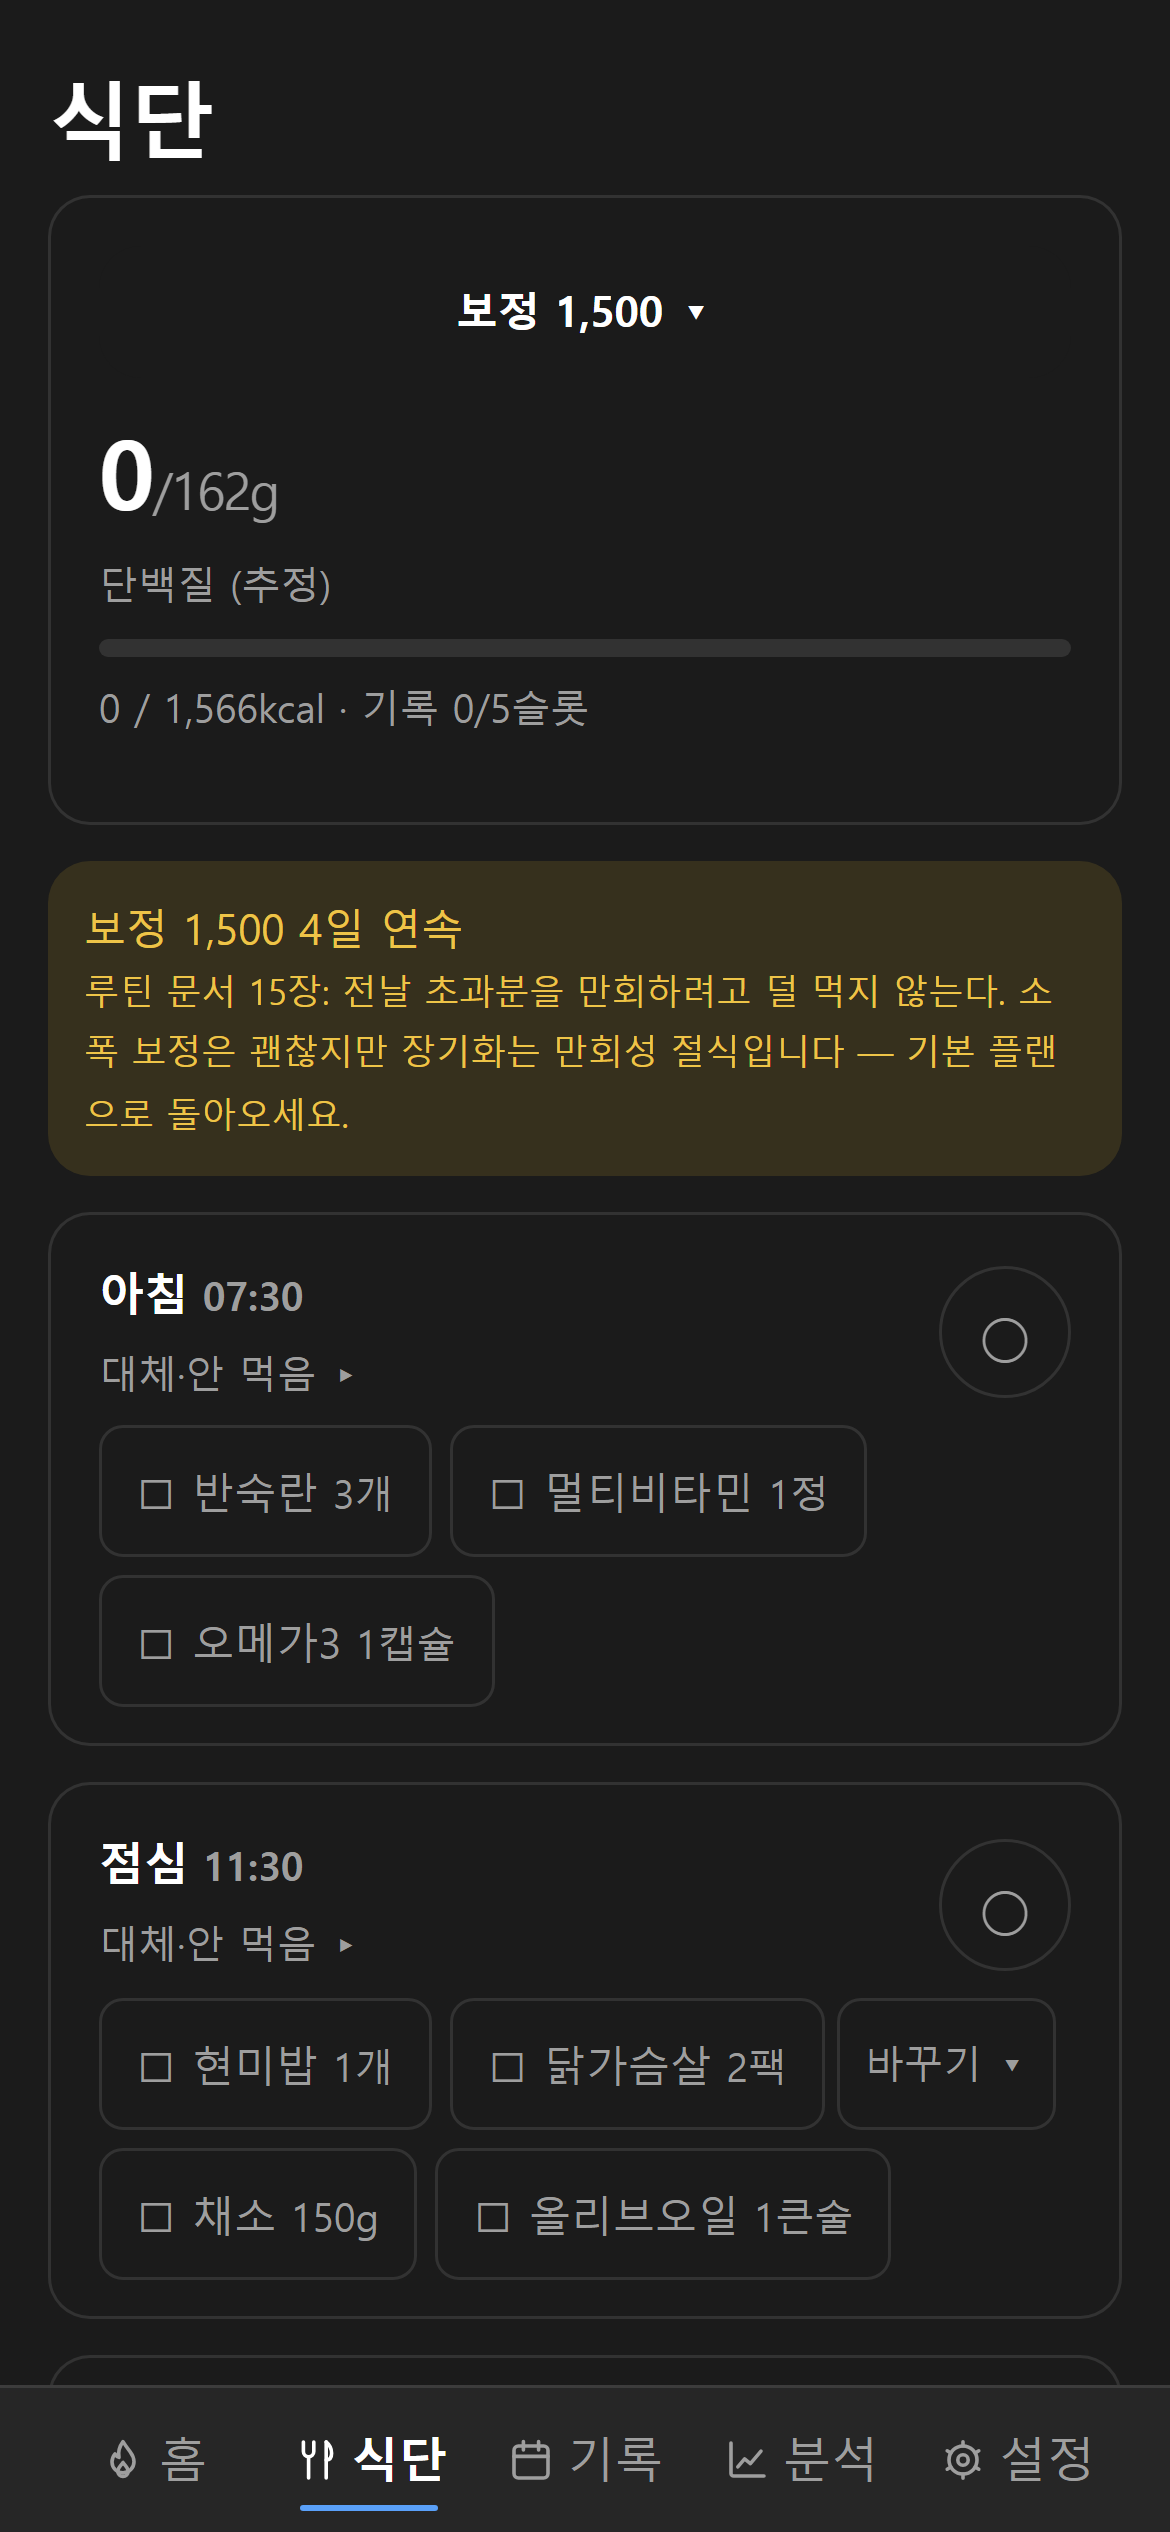 식단
보정 1,500 ▼
0/162g
단백질 (추정)
0 / 1,566kcal · 기록 0/5슬롯
보정 1,500 4일 연속
루틴 문서 15장: 전날 초과분을 만회하려고 덜 먹지 않는다. 소
폭 보정은 괜찮지만 장기화는 만회성 절식입니다 — 기본 플랜
으로 돌아오세요.
아침 07:30
○
대체·안 먹음 ▸
☐ 반숙란 3개 ☐ 멀티비타민 1정
☐ 오메가3 1캡슐
점심 11:30
○
대체·안 먹음 ▸
☐ 현미밥 1개 ☐ 닭가슴살 2팩 바꾸기 ▼
☐ 채소 150g ☐ 올리브오일 1큰술
홈 식단 기록 분석 설정